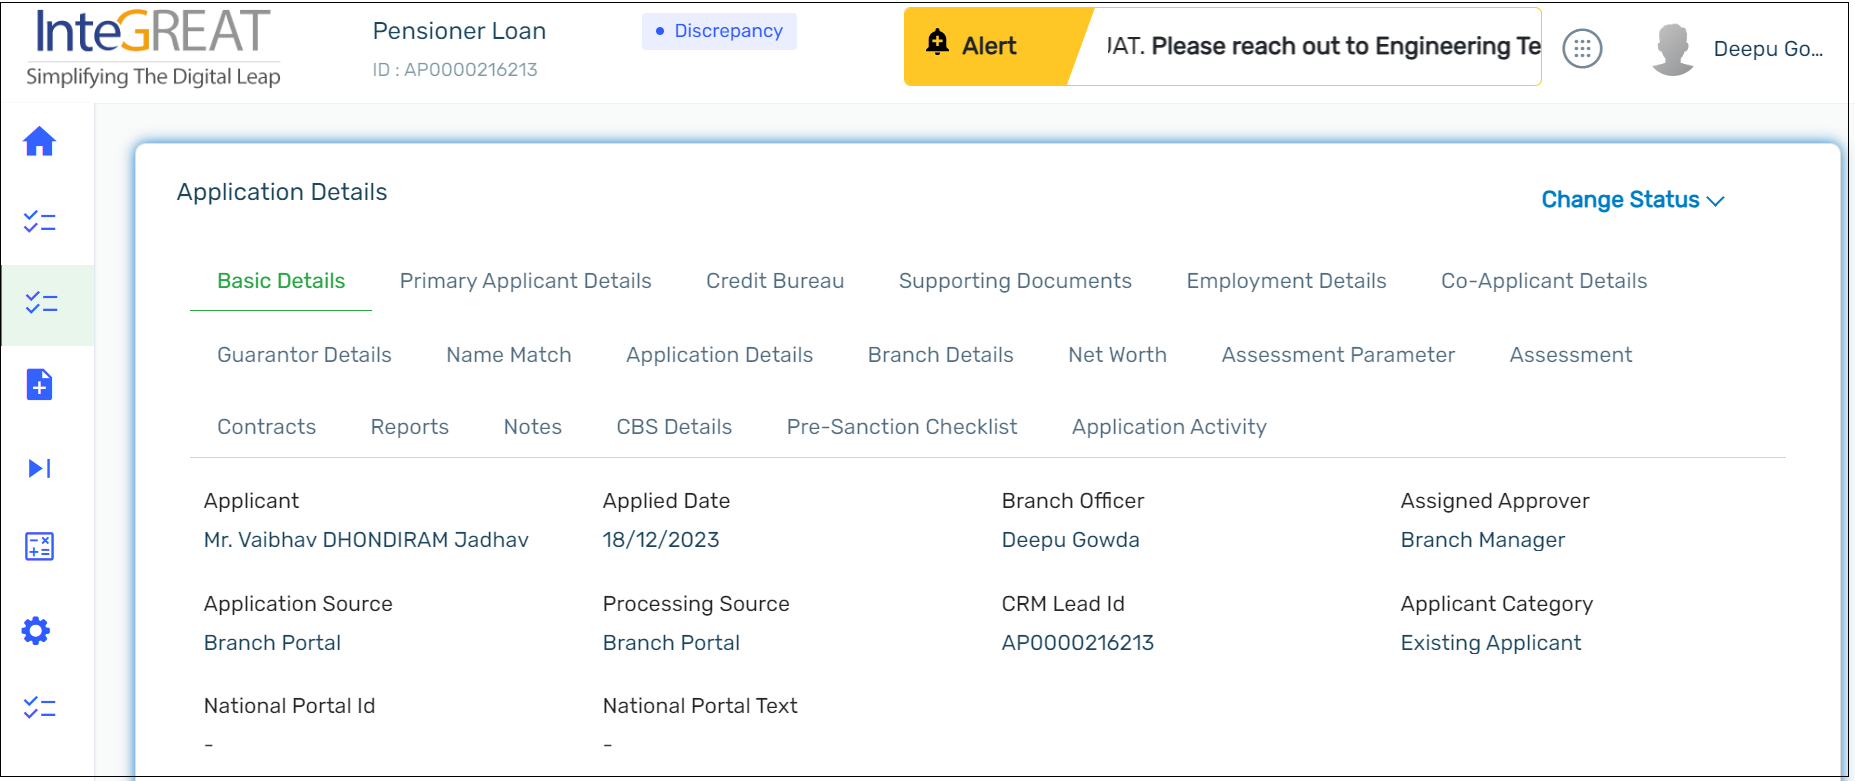 InteGREAT
Simplifying The Digital Leap
Pensioner Loan
ID : AP0000216213
Discrepancy
Alert
JAT. Please reach out to Engineering Te
Deepu Go...
Application Details
Change Status
Basic Details Primary Applicant Details Credit Bureau Supporting Documents Employment Details Co-Applicant Details
Guarantor Details Name Match Application Details Branch Details Net Worth Assessment Parameter Assessment
Contracts Reports Notes CBS Details Pre-Sanction Checklist Application Activity
Applicant Applied Date Branch Officer Assigned Approver
Mr. Vaibhav DHONDIRAM Jadhav 18/12/2023 Deepu Gowda Branch Manager
Application Source Processing Source CRM Lead Id Applicant Category
Branch Portal Branch Portal AP0000216213 Existing Applicant
National Portal Id National Portal Text
- -